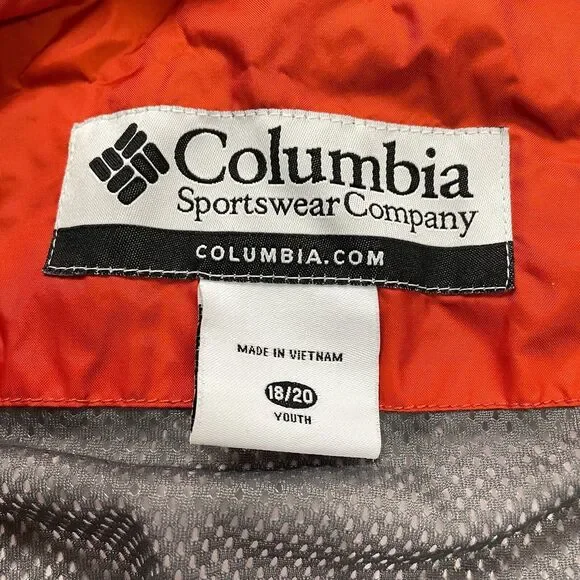 Columbia
Sportswear Company
COLUMBIA.COM
MADE IN VIETNAM
18/20
YOUTH